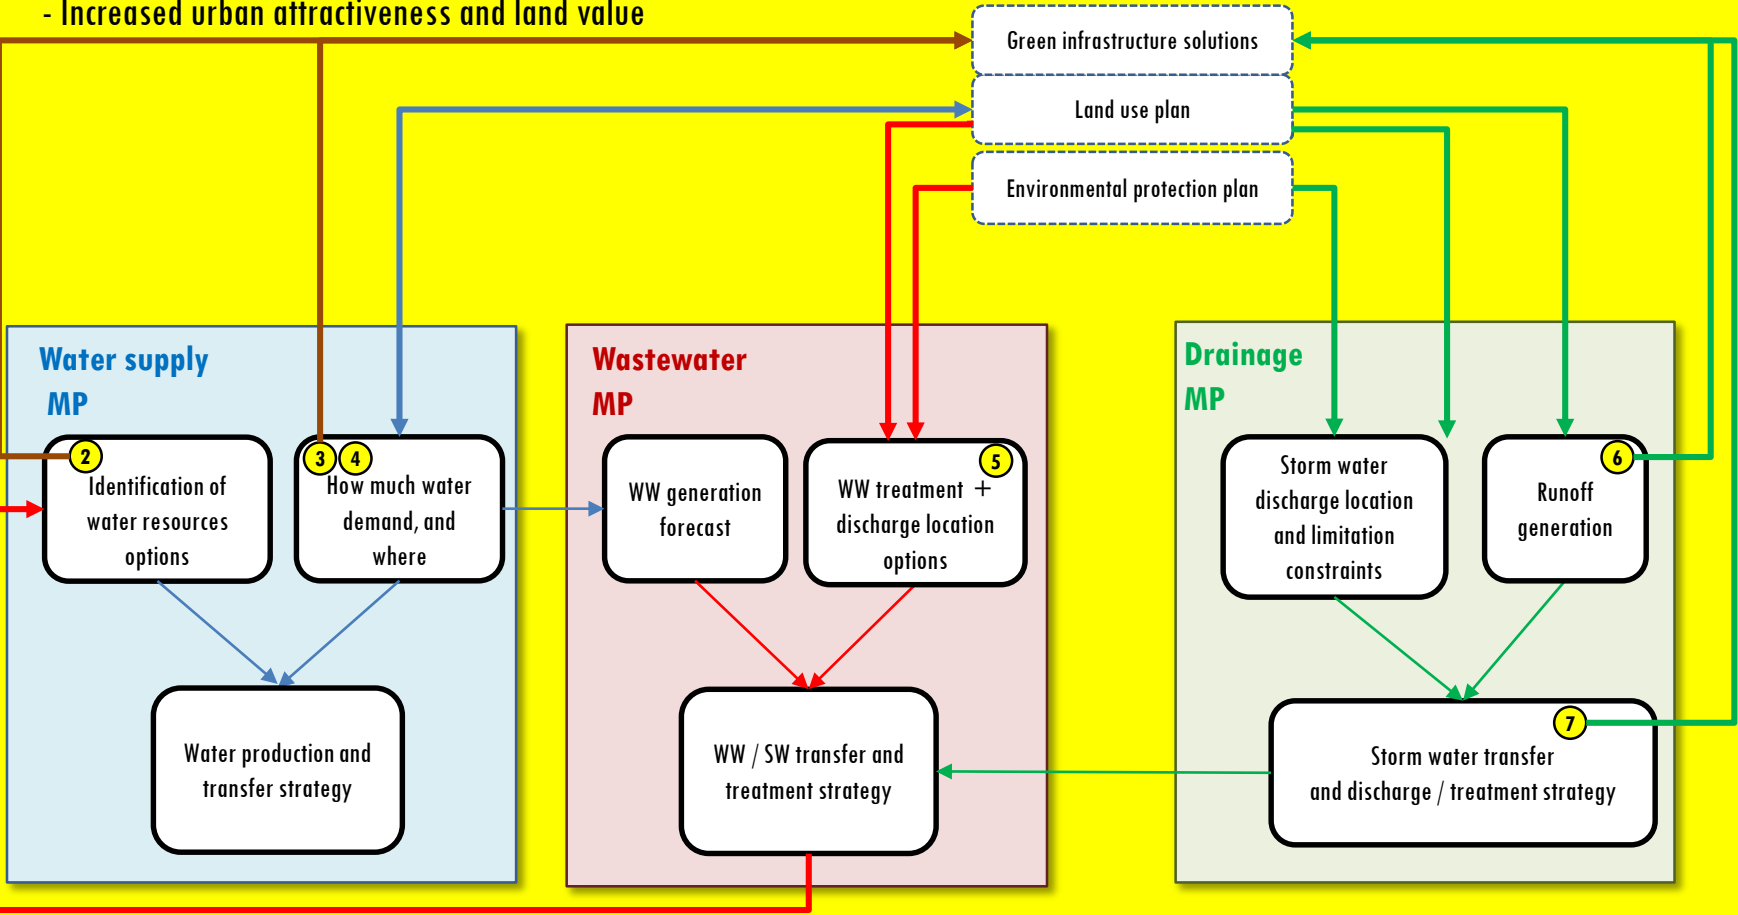 - Increased urban attractiveness and land value
Green infrastructure solutions
Land use plan
Environmental protection plan
Water supply
MP
2
Identification of
water resources
options
3
4
How much water
demand, and
where
Water production and
transfer strategy
Wastewater
MP
WW generation
forecast
5
WW treatment +
discharge location
options
WW / SW transfer and
treatment strategy
Drainage
MP
Storm water
discharge location
and limitation
constraints
6
Runoff
generation
7
Storm water transfer
and discharge / treatment strategy